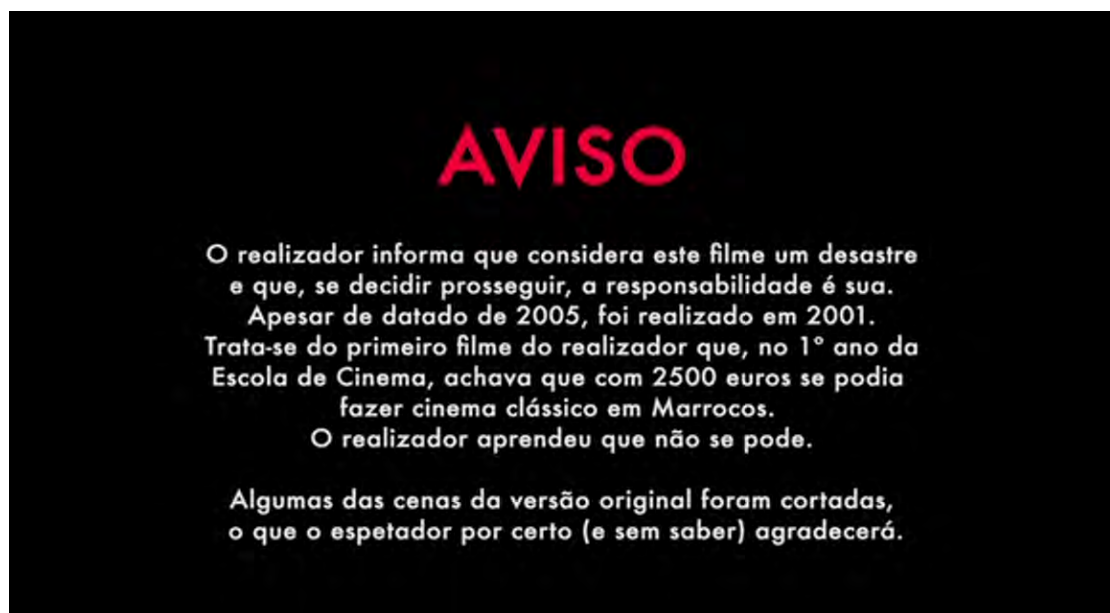 AVISO
O realizador informa que considera este filme um desastre
e que, se decidir prosseguir, a responsabilidade é sua.
Apesar de datado de 2005, foi realizado em 2001.
Trata-se do primeiro filme do realizador que, no 1º ano da
Escola de Cinema, achava que com 2500 euros se podia
fazer cinema clássico em Marrocos.
O realizador aprendeu que não se pode.
Algumas das cenas da versão original foram cortadas,
o que o espetador por certo (e sem saber) agradecerá.